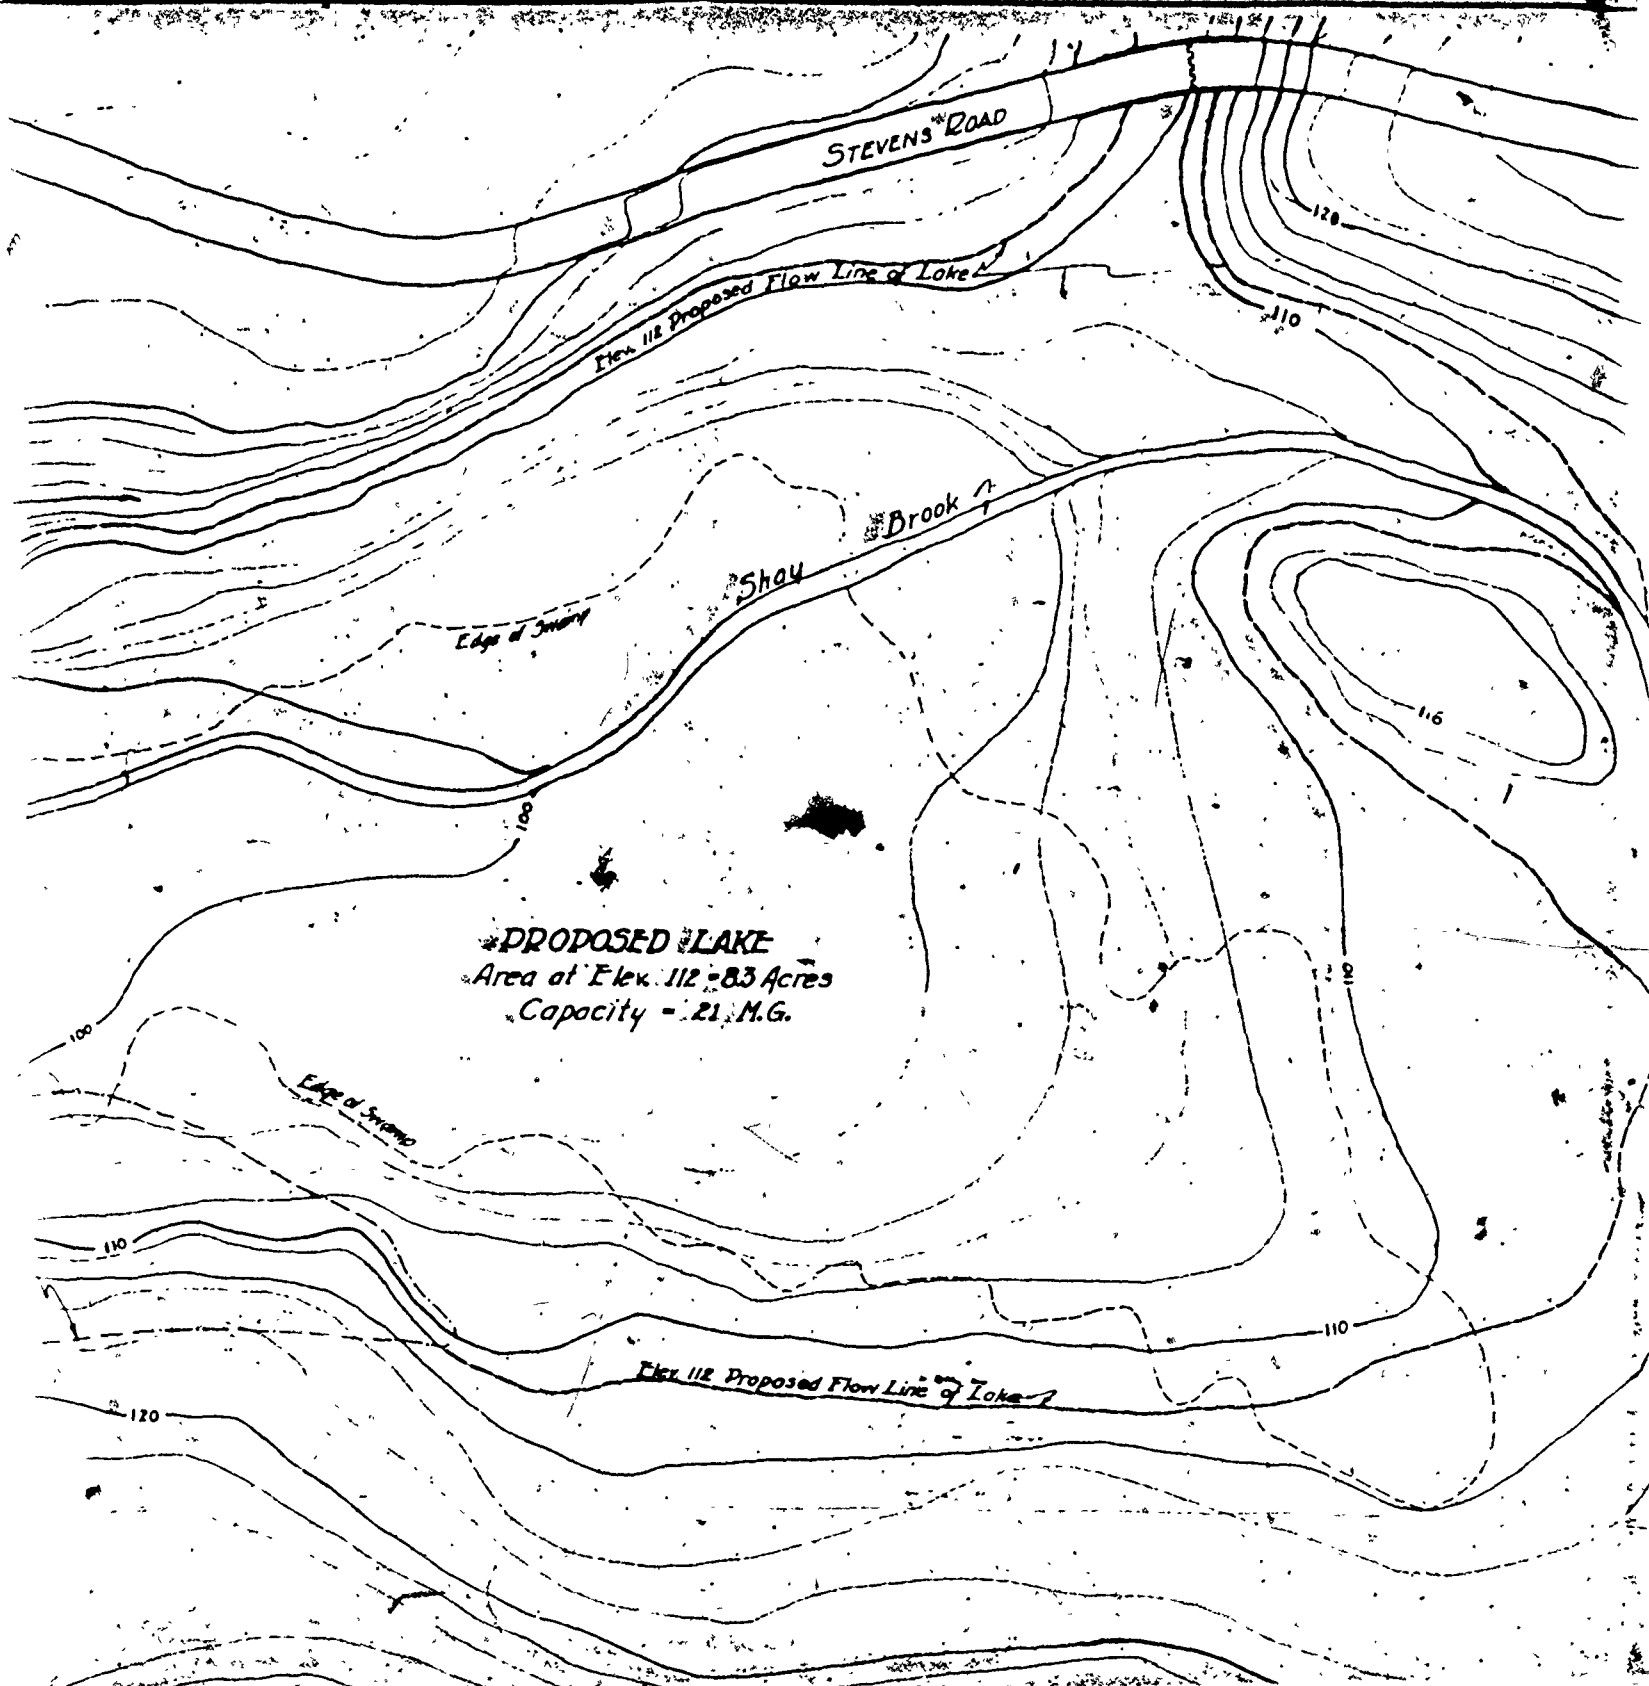 STEVENS ROAD
120
Elev. 112 Proposed Flow Line of Lake
110
Shay Brook
Edge of Swamp
116
100
PROPOSED LAKE
Area at Elev. 112 = 8.3 Acres
Capacity = 21 M.G.
110
100
Edge of Swamp
110
110
Elev. 112 Proposed Flow Line of Lake
120